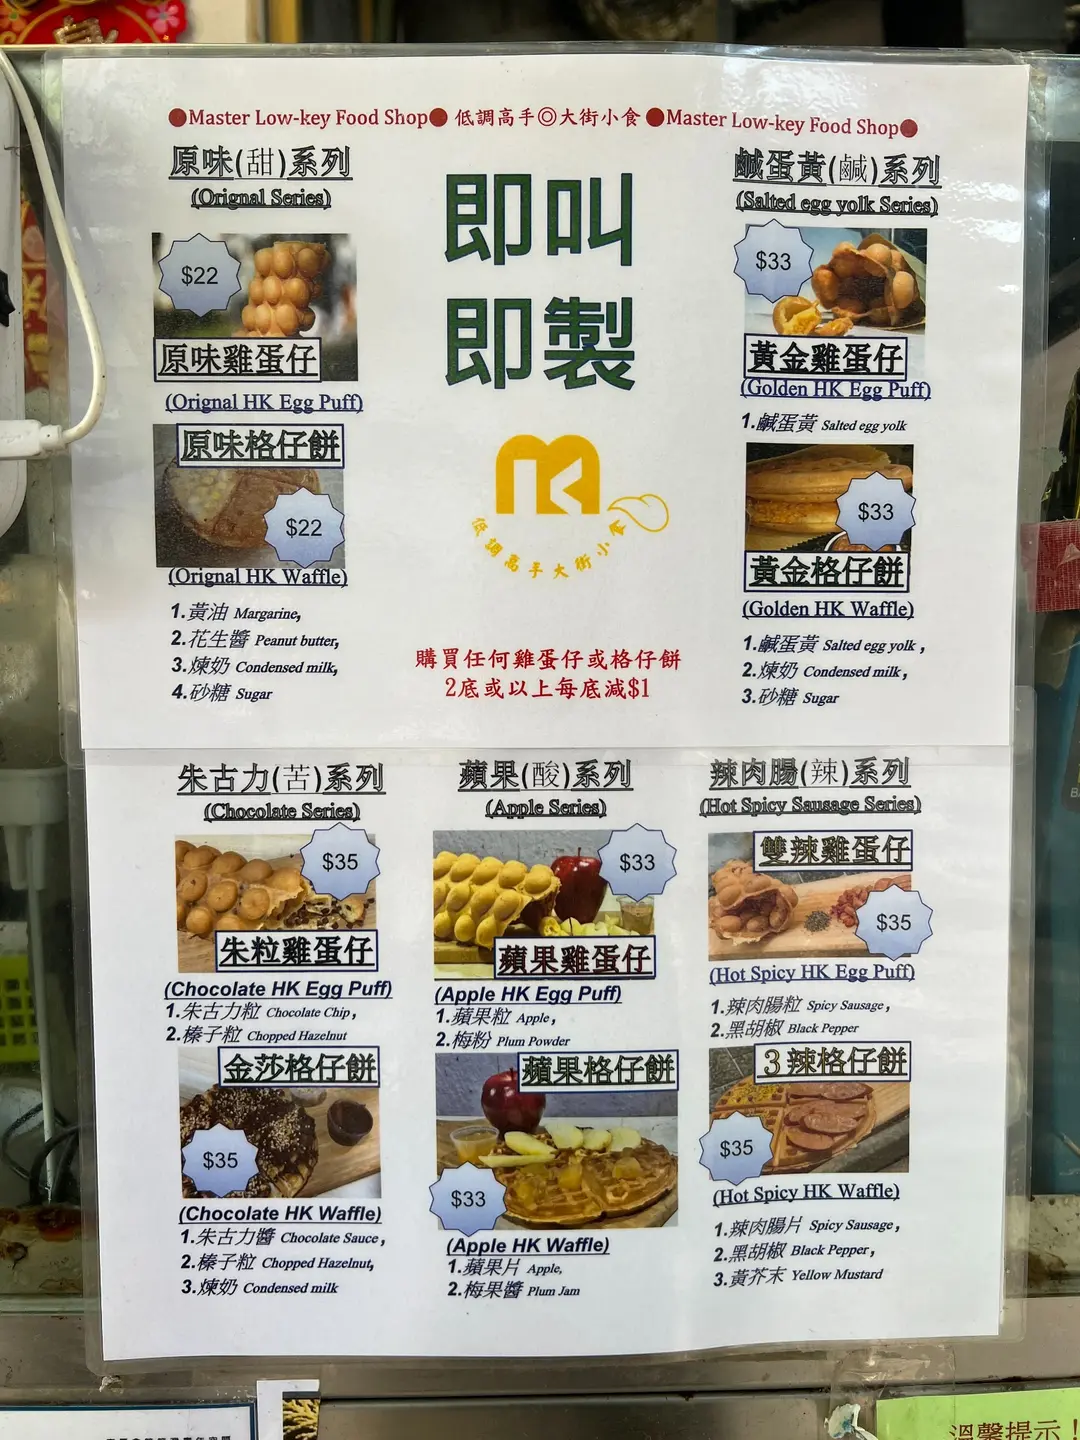 ●Master Low-key Food Shop● 低調高手◎大街小食 ●Master Low-key Food Shop●
原味(甜)系列
(Orignal Series)
$22
原味雞蛋仔
(Orignal HK Egg Puff)
原味格仔餅
$22
(Orignal HK Waffle)
1.黃油 Margarine,
2.花生醬 Peanut butter,
3.煉奶 Condensed milk,
4.砂糖 Sugar
即叫
即製
低調高手大街小食
購買任何雞蛋仔或格仔餅
2底或以上每底減$1
鹹蛋黃(鹹)系列
(Salted egg yolk Series)
$33
黃金雞蛋仔
(Golden HK Egg Puff)
1.鹹蛋黃 Salted egg yolk
$33
黃金格仔餅
(Golden HK Waffle)
1.鹹蛋黃 Salted egg yolk ,
2.煉奶 Condensed milk ,
3.砂糖 Sugar
朱古力(苦)系列
(Chocolate Series)
$35
朱粒雞蛋仔
(Chocolate HK Egg Puff)
1.朱古力粒 Chocolate Chip ,
2.榛子粒 Chopped Hazelnut
金莎格仔餅
$35
(Chocolate HK Waffle)
1.朱古力醬 Chocolate Sauce ,
2.榛子粒 Chopped Hazelnut,
3.煉奶 Condensed milk
蘋果(酸)系列
(Apple Series)
$33
蘋果雞蛋仔
(Apple HK Egg Puff)
1.蘋果粒 Apple ,
2.梅粉 Plum Powder
蘋果格仔餅
$33
(Apple HK Waffle)
1.蘋果片 Apple,
2.梅果醬 Plum Jam
辣肉腸(辣)系列
(Hot Spicy Sausage Series)
雙辣雞蛋仔
$35
(Hot Spicy HK Egg Puff)
1.辣肉腸粒 Spicy Sausage ,
2.黑胡椒 Black Pepper
3辣格仔餅
$35
(Hot Spicy HK Waffle)
1.辣肉腸片 Spicy Sausage ,
2.黑胡椒 Black Pepper ,
3.黃芥末 Yellow Mustard
溫馨提示！